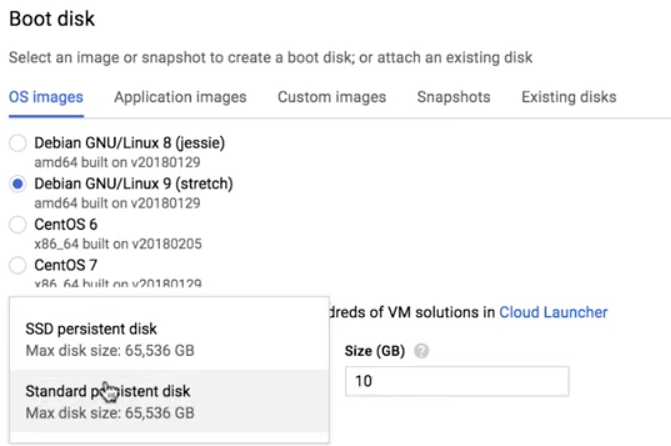 Boot disk
Select an image or snapshot to create a boot disk; or attach an existing disk
OS images Application images Custom images Snapshots Existing disks
Debian GNU/Linux 8 (jessie)
amd64 built on v20180129
Debian GNU/Linux 9 (stretch)
amd64 built on v20180129
CentOS 6
x86_64 built on v20180205
CentOS 7
x86_64 built on v20180129
dreds of VM solutions in Cloud Launcher
SSD persistent disk
Max disk size: 65,536 GB
Standard persistent disk
Max disk size: 65,536 GB
Size (GB) ?
10